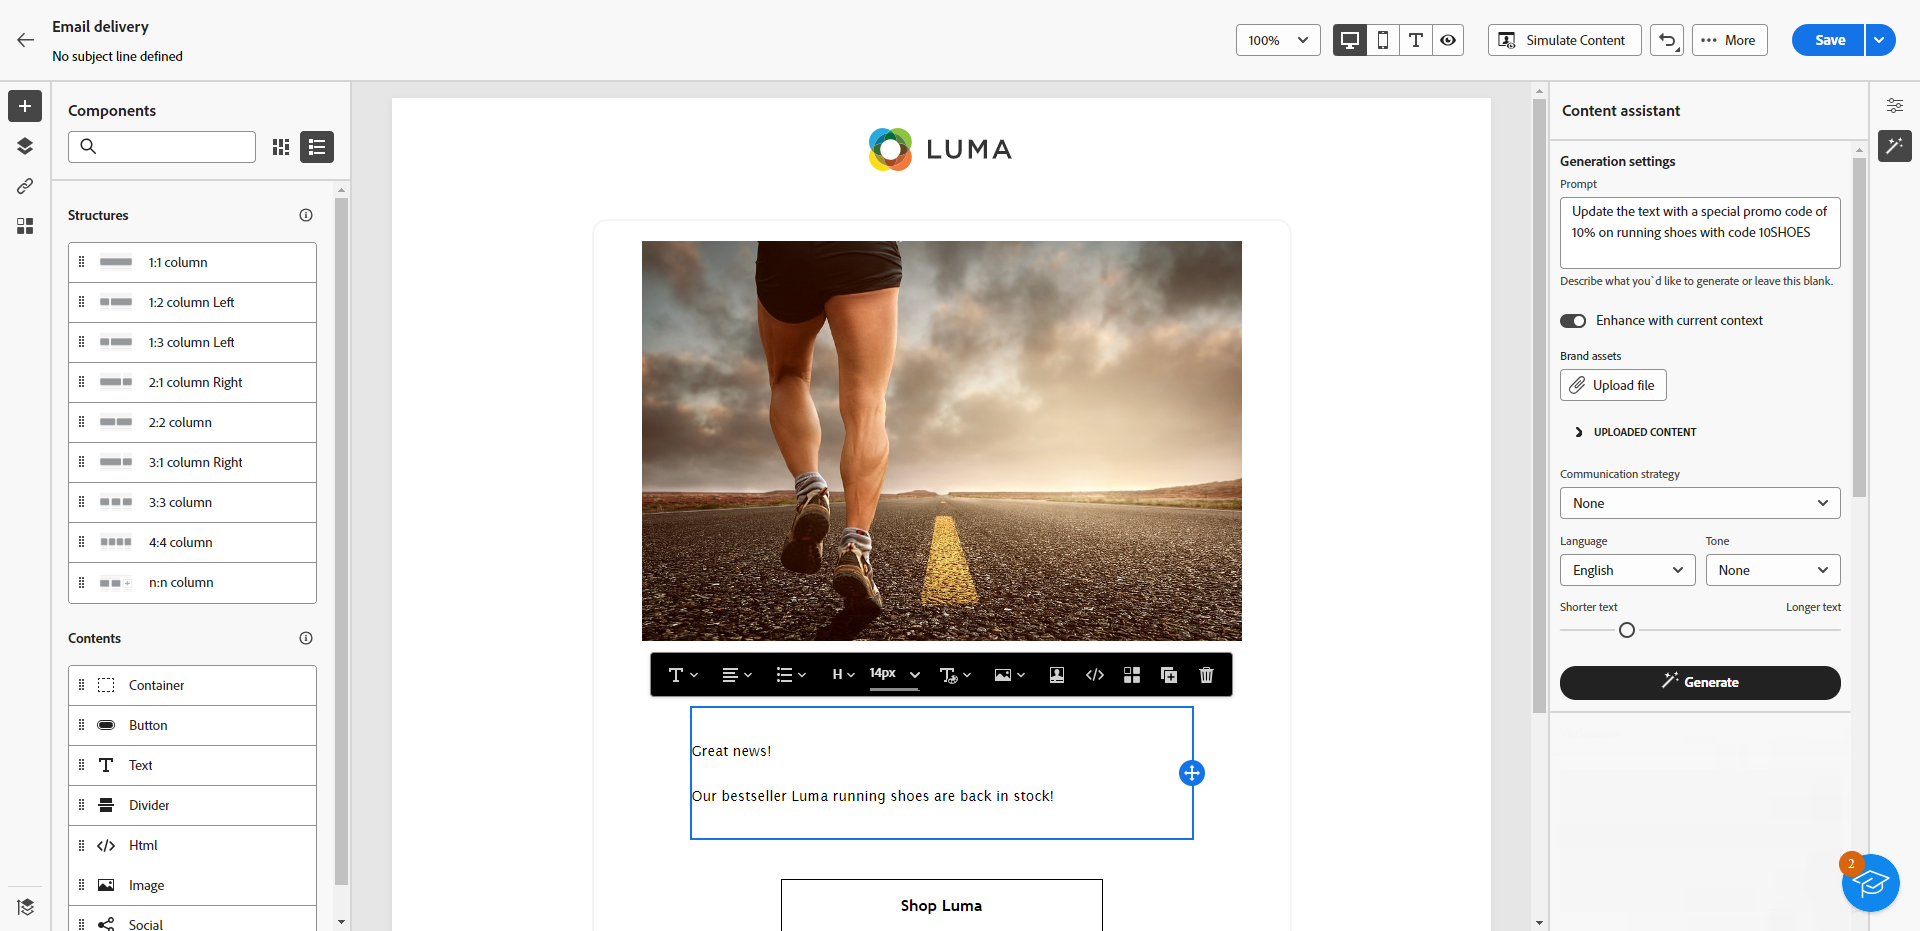 Email delivery
No subject line defined
100%
Simulate Content
More
Save
Components
Structures
1:1 column
1:2 column Left
1:3 column Left
2:1 column Right
2:2 column
3:1 column Right
3:3 column
4:4 column
n:n column
Contents
Container
Button
Text
Divider
Html
Image
Social
LUMA
H
14px
Great news!
Our bestseller Luma running shoes are back in stock!
Shop Luma
Content assistant
Generation settings
Prompt
Update the text with a special promo code of
10% on running shoes with code 10SHOES
Describe what you`d like to generate or leave this blank.
Enhance with current context
Brand assets
Upload file
UPLOADED CONTENT
Communication strategy
None
Language
Tone
English
None
Shorter text
Longer text
Generate
2